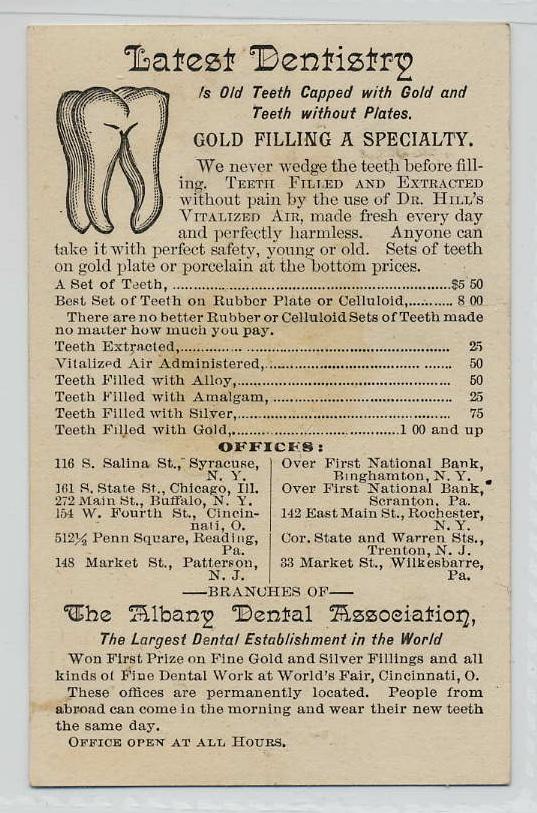 Latest Dentistry
Is Old Teeth Capped with Gold and
Teeth without Plates.
GOLD FILLING A SPECIALTY.
We never wedge the teeth before fill-
ing. TEETH FILLED AND EXTRACTED
without pain by the use of DR. HILL'S
VITALIZED AIR, made fresh every day
and perfectly harmless. Anyone can
take it with perfect safety, young or old. Sets of teeth
on gold plate or porcelain at the bottom prices.
A Set of Teeth, ....................$5 50
Best Set of Teeth on Rubber Plate or Celluloid,.......... 8 00
There are no better Rubber or Celluloid Sets of Teeth made
no matter how much you pay.
Teeth Extracted,.................... 25
Vitalized Air Administered,.................... 50
Teeth Filled with Alloy,.................... 50
Teeth Filled with Amalgam, .................... 25
Teeth Filled with Silver,.................... 75
Teeth Filled with Gold,....................1 00 and up
OFFICES:
116 S. Salina St., Syracuse,
N. Y.
161 S. State St., Chicago, Ill.
272 Main St., Buffalo, N. Y.
154 W. Fourth St., Cincin-
nati, O.
512½ Penn Square, Reading,
Pa.
148 Market St., Patterson,
N. J.
Over First National Bank,
Binghamton, N. Y.
Over First National Bank,
Scranton, Pa.
142 East Main St., Rochester,
N. Y.
Cor. State and Warren Sts.,
Trenton, N. J.
33 Market St., Wilkesbarre,
Pa.
—BRANCHES OF—
The Albany Dental Association,
The Largest Dental Establishment in the World
Won First Prize on Fine Gold and Silver Fillings and all
kinds of Fine Dental Work at World's Fair, Cincinnati, O.
These offices are permanently located. People from
abroad can come in the morning and wear their new teeth
the same day.
OFFICE OPEN AT ALL HOURS.